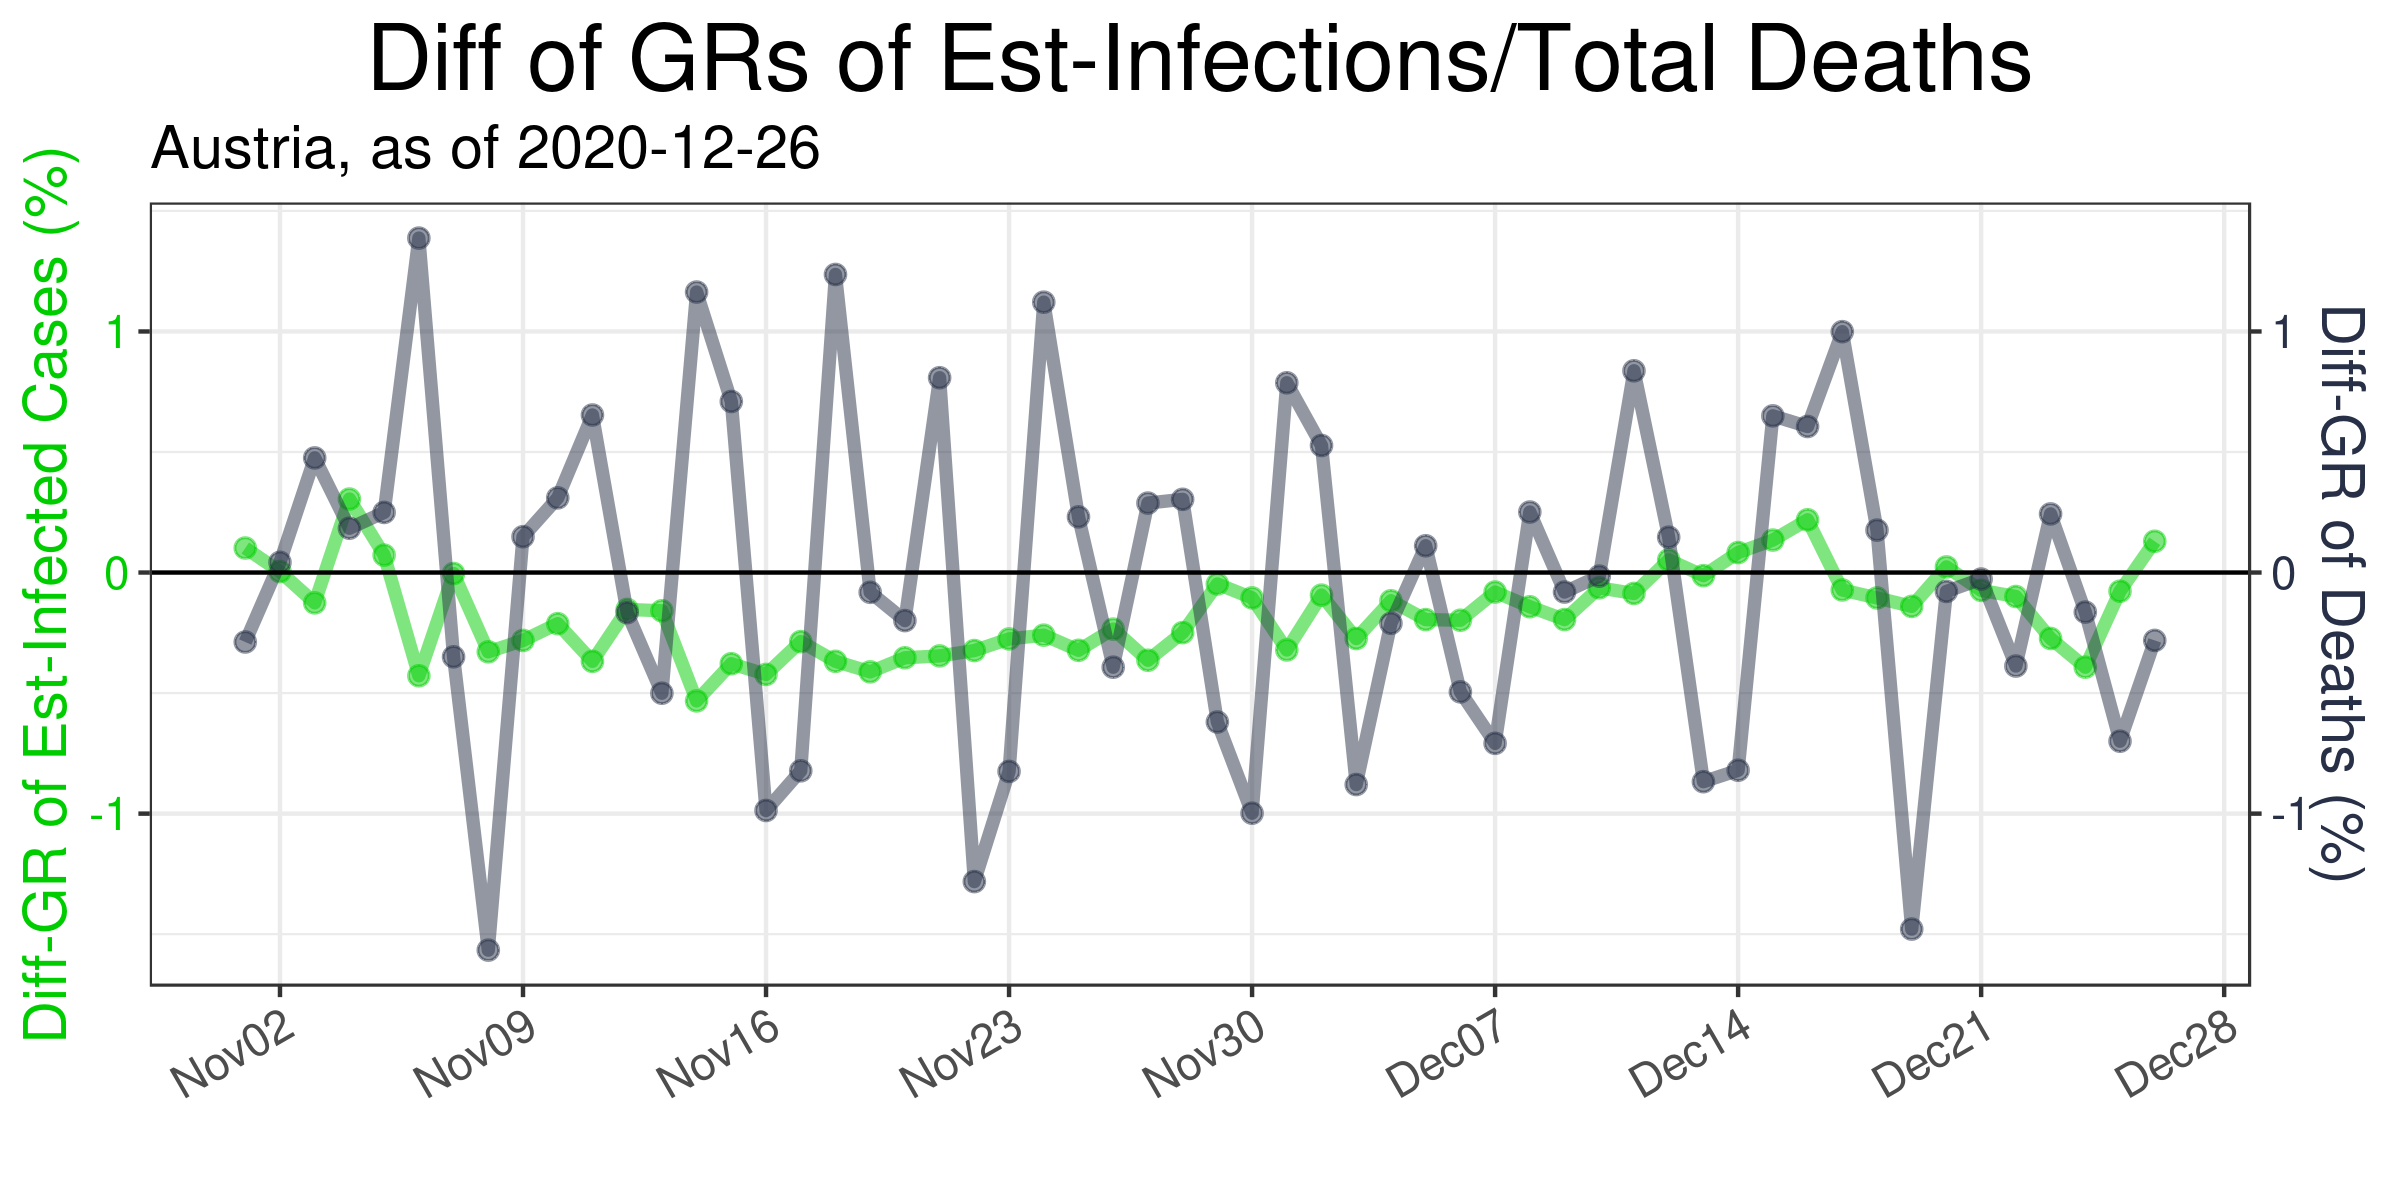 Diff of GRs of Est-Infections/Total Deaths
Austria, as of 2020-12-26
Diff-GR of Est-Infected Cases (%)
1
0
-1
1
0
-1
Diff-GR of Deaths (%)
Nov02
Nov09
Nov16
Nov23
Nov30
Dec07
Dec14
Dec21
Dec28